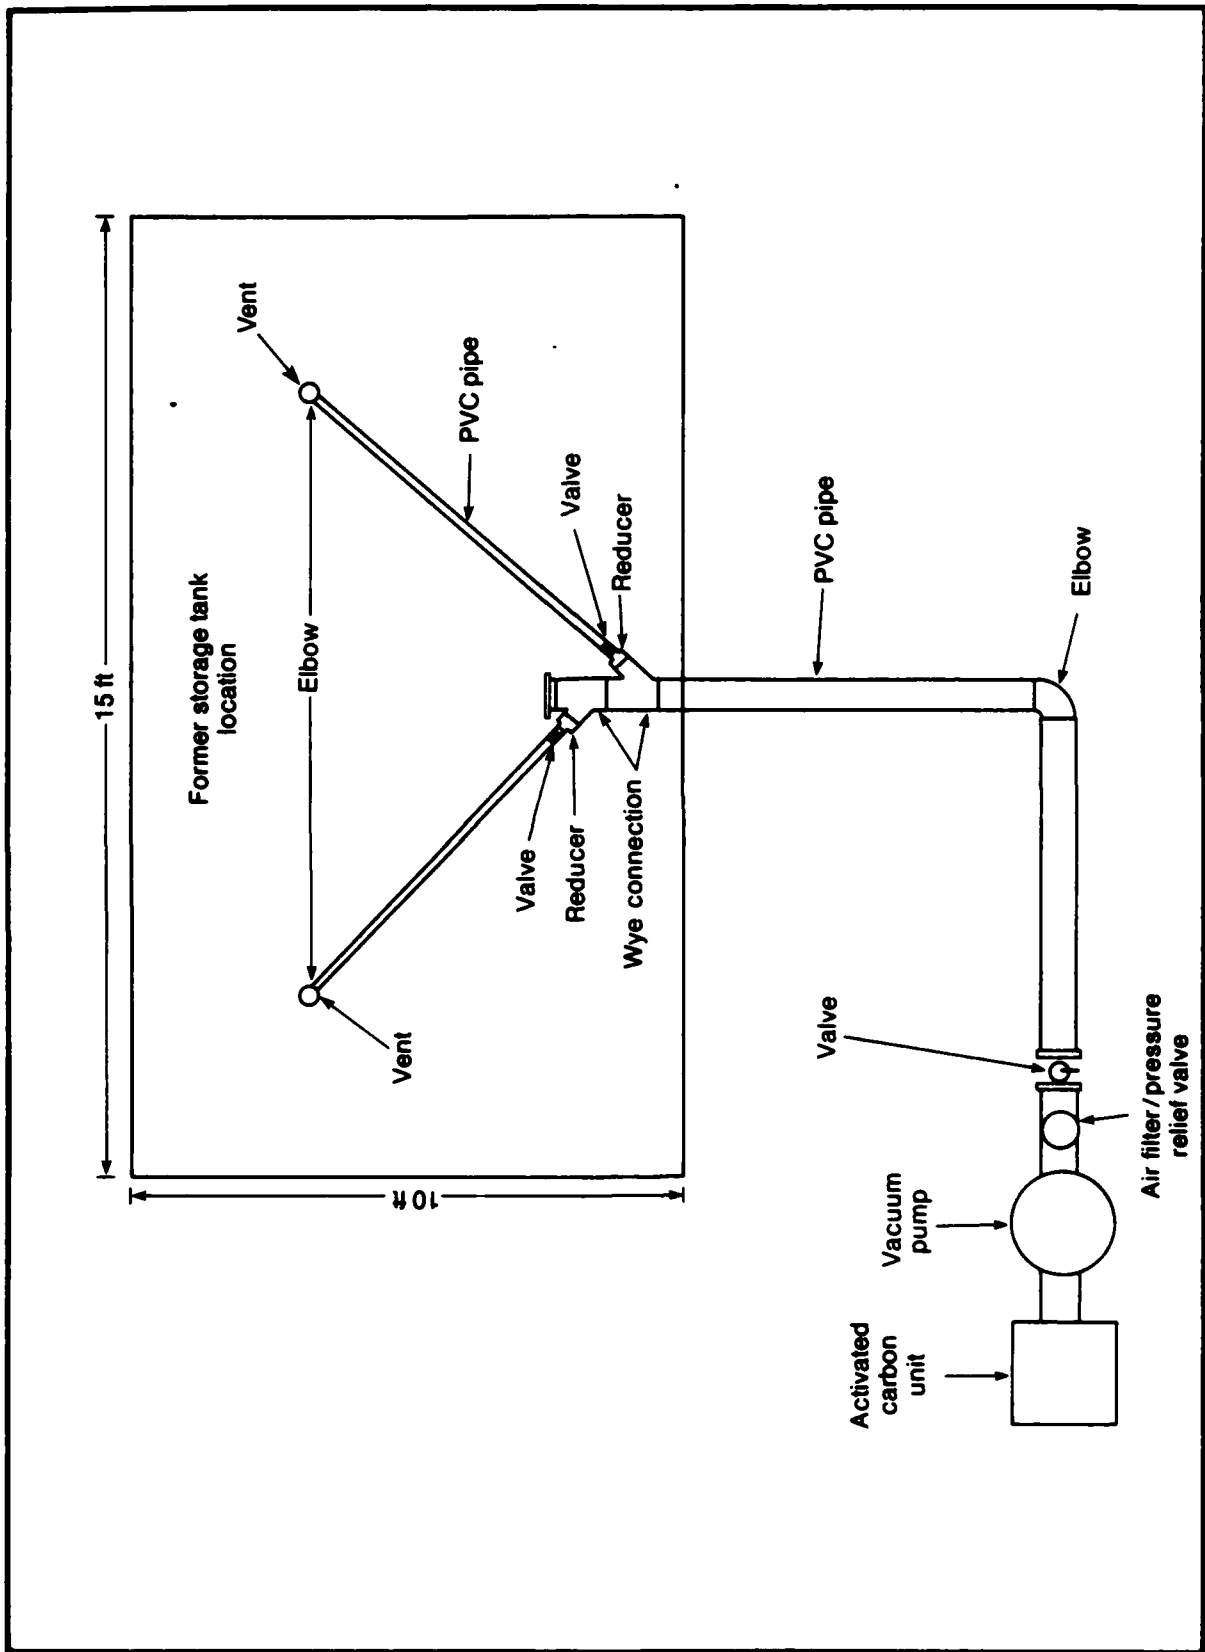 15 ft
Former storage tank
location
10 ft
Vent
Elbow
Vent
PVC pipe
Valve
Reducer
Valve
Reducer
Wye connection
PVC pipe
Elbow
Valve
Air filter/pressure
relief valve
Vacuum
pump
Activated
carbon
unit